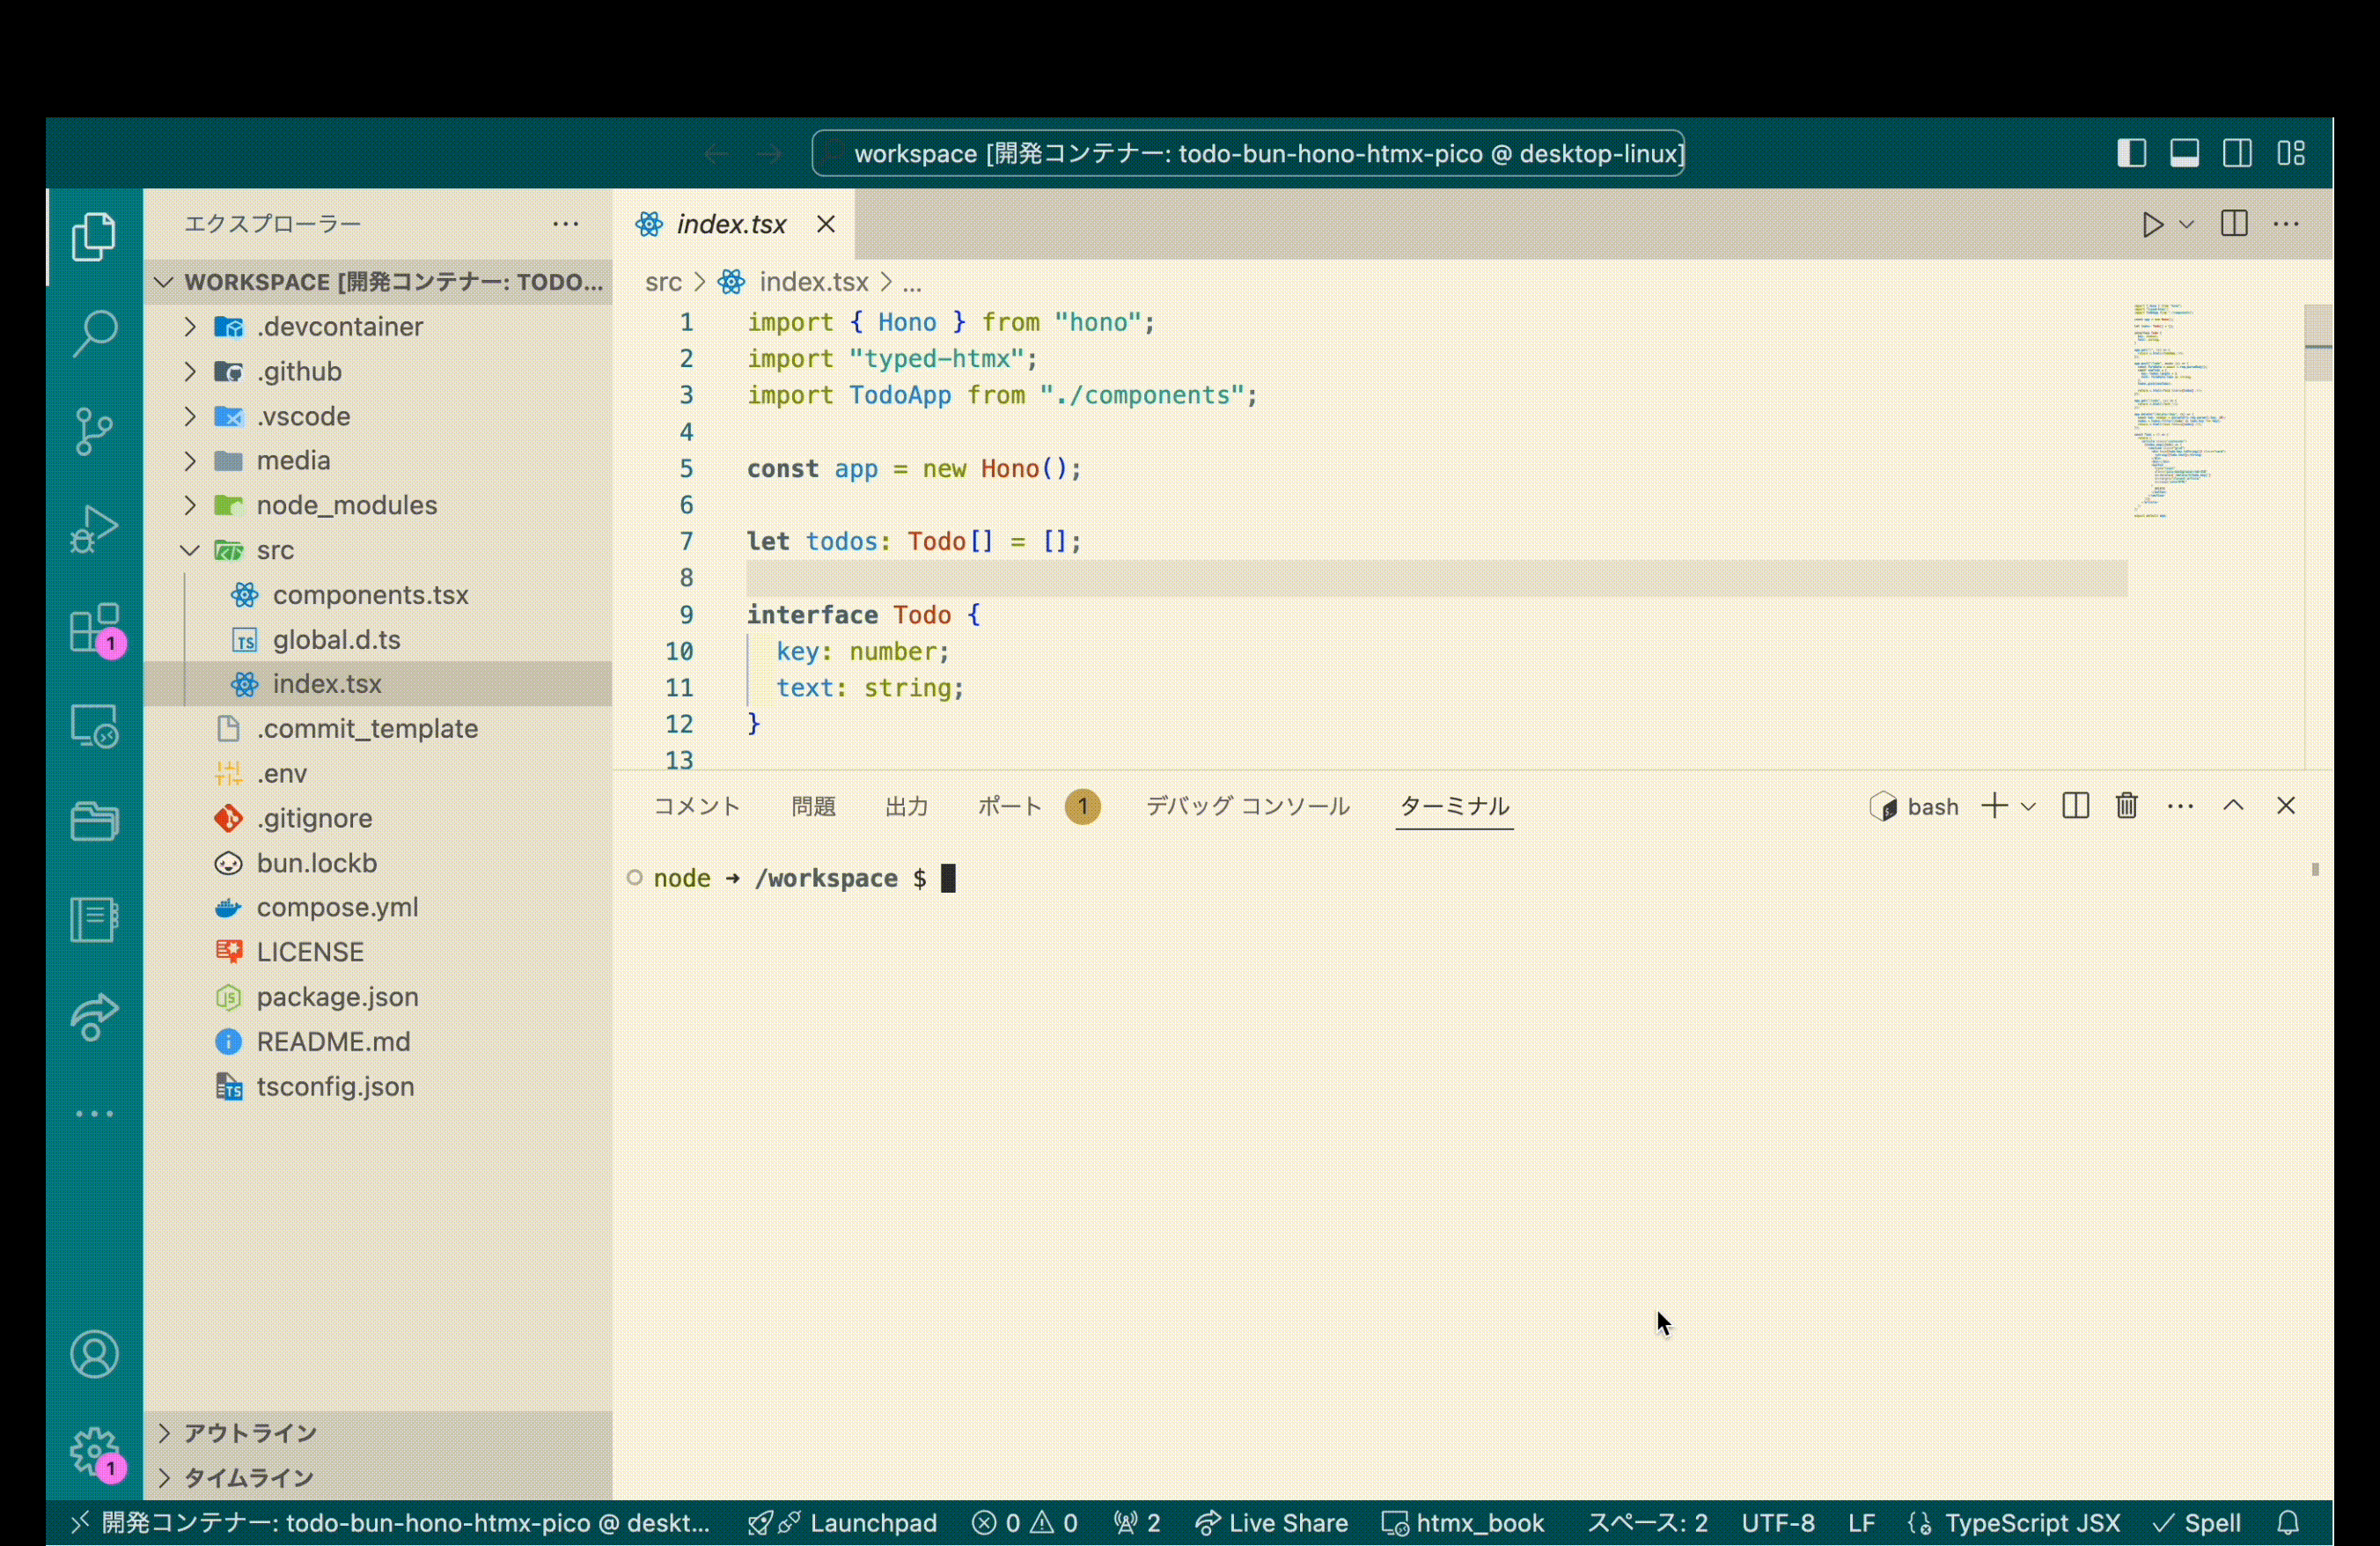 workspace [開発コンテナー: todo-bun-hono-htmx-pico @ desktop-linux]
エクスプローラー
WORKSPACE [開発コンテナー: TODO...
.devcontainer
.github
.vscode
media
node_modules
src
components.tsx
global.d.ts
index.tsx
.commit_template
.env
.gitignore
bun.lockb
compose.yml
LICENSE
package.json
README.md
tsconfig.json
アウトライン
タイムライン
1
1
index.tsx
src > index.tsx > ...
1 import { Hono } from "hono";
2 import "typed-htmx";
3 import TodoApp from "./components";
4
5 const app = new Hono();
6
7 let todos: Todo[] = [];
8
9 interface Todo {
10 key: number;
11 text: string;
12 }
13
コメント 問題 出力 ポート 1 デバッグ コンソール ターミナル bash
node → /workspace $
開発コンテナー: todo-bun-hono-htmx-pico @ deskt... Launchpad 0 0 2 Live Share htmx_book スペース: 2 UTF-8 LF TypeScript JSX Spell